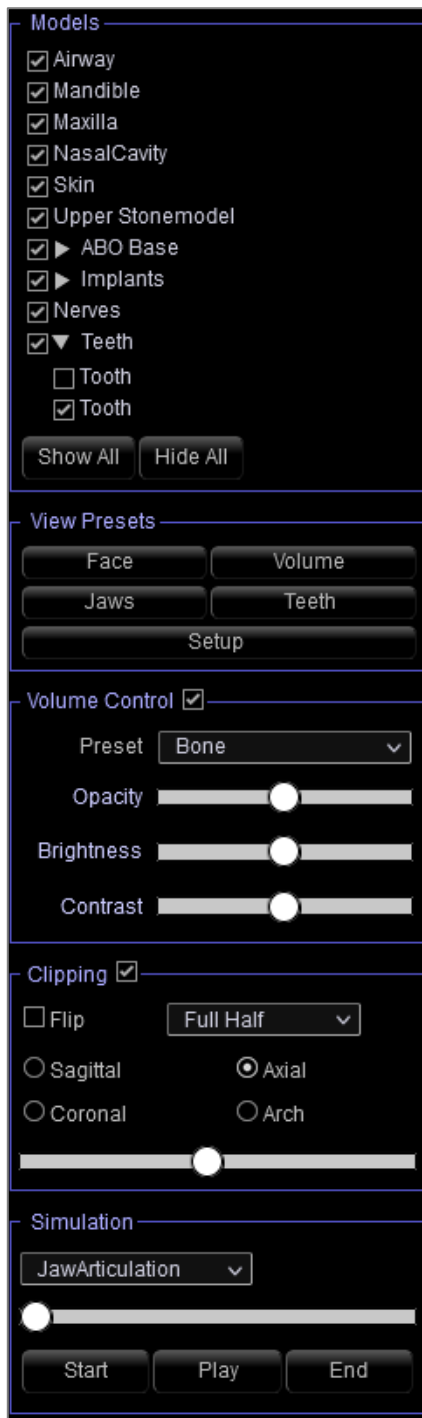 Models
Airway
Mandible
Maxilla
NasalCavity
Skin
Upper Stonemodel
ABO Base
Implants
Nerves
Teeth
Tooth
Tooth
Show All Hide All
View Presets
Face Volume
Jaws Teeth
Setup
Volume Control
Preset Bone
Opacity
Brightness
Contrast
Clipping
Flip Full Half
Sagittal Axial
Coronal Arch
Simulation
JawArticulation
Start Play End